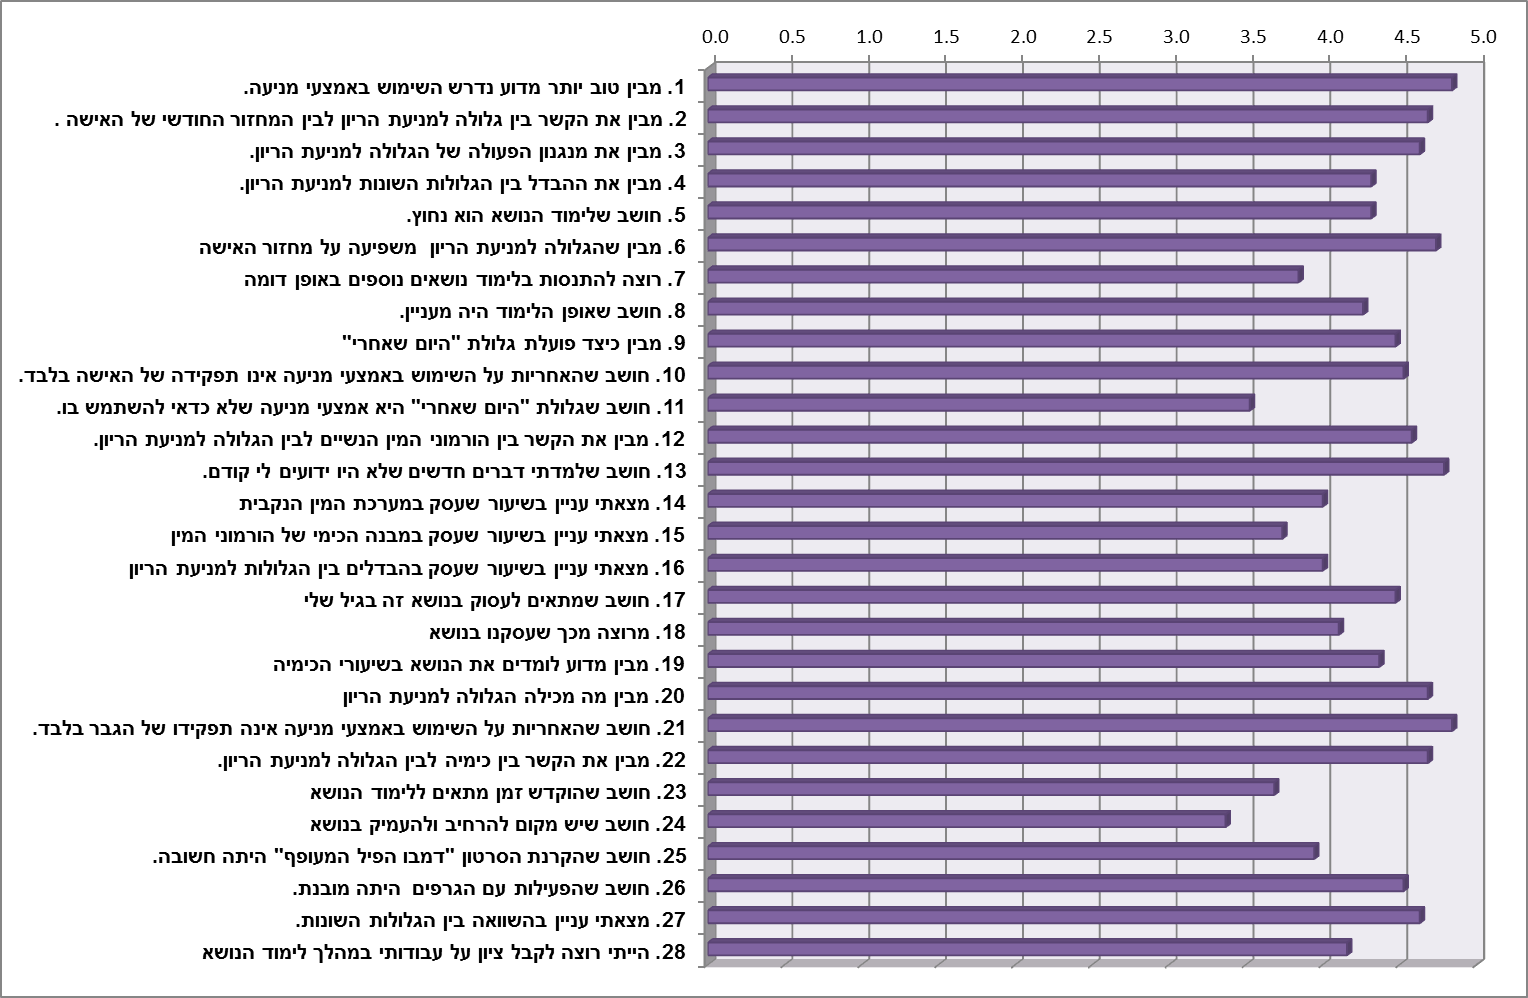 0.0 0.5 1.0 1.5 2.0 2.5 3.0 3.5 4.0 4.5 5.0
1. מבין טוב יותר מדוע נדרש השימוש באמצעי מניעה.
2. מבין את הקשר בין גלולה למניעת הריון לבין המחזור החודשי של האישה .
3. מבין את מנגנון הפעולה של הגלולה למניעת הריון.
4. מבין את ההבדל בין הגלולות השונות למניעת הריון.
5. חושב שלימוד הנושא הוא נחוץ.
6. מבין שהגלולה למניעת הריון  משפיעה על מחזור האישה
7. רוצה להתנסות בלימוד נושאים נוספים באופן דומה
8. חושב שאופן הלימוד היה מעניין.
9. מבין כיצד פועלת גלולת "היום שאחרי"
10. חושב שהאחריות על השימוש באמצעי מניעה אינו תפקידה של האישה בלבד.
11. חושב שגלולת "היום שאחרי" היא אמצעי מניעה שלא כדאי להשתמש בו.
12. מבין את הקשר בין הורמוני המין הנשיים לבין הגלולה למניעת הריון.
13. חושב שלמדתי דברים חדשים שלא היו ידועים לי קודם.
14. מצאתי עניין בשיעור שעסק במערכת המין הנקבית
15. מצאתי עניין בשיעור שעסק במבנה הכימי של הורמוני המין
16. מצאתי עניין בשיעור שעסק בהבדלים בין הגלולות למניעת הריון
17. חושב שמתאים לעסוק בנושא זה בגיל שלי
18. מרוצה מכך שעסקנו בנושא
19. מבין מדוע לומדים את הנושא בשיעורי הכימיה
20. מבין מה מכילה הגלולה למניעת הריון
21. חושב שהאחריות על השימוש באמצעי מניעה אינה תפקידו של הגבר בלבד.
22. מבין את הקשר בין כימיה לבין הגלולה למניעת הריון.
23. חושב שהוקדש זמן מתאים ללימוד הנושא
24. חושב שיש מקום להרחיב ולהעמיק בנושא
25. חושב שהקרנת הסרטון "דמבו הפיל המעופף" היתה חשובה.
26. חושב שהפעילות עם הגרפים  היתה מובנת.
27. מצאתי עניין בהשוואה בין הגלולות השונות.
28. הייתי רוצה לקבל ציון על עבודותי במהלך לימוד הנושא